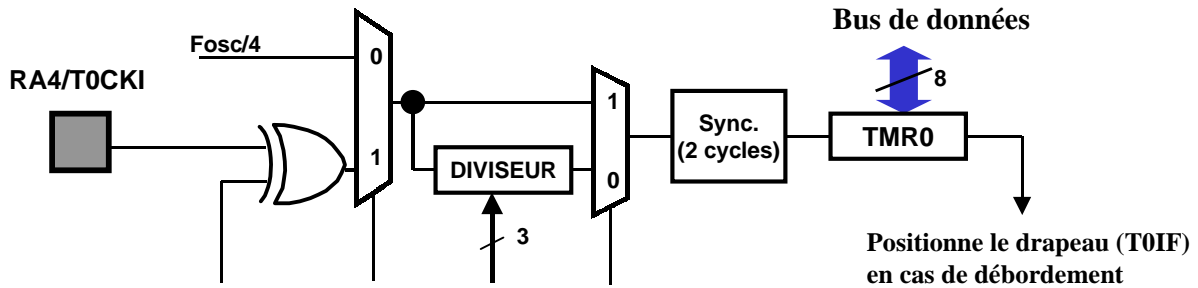 Bus de données
Fosc/4
0
8
RA4/T0CKI
1
Sync.
(2 cycles)
TMR0
1
DIVISEUR
0
3
Positionne le drapeau (T0IF)
en cas de débordement